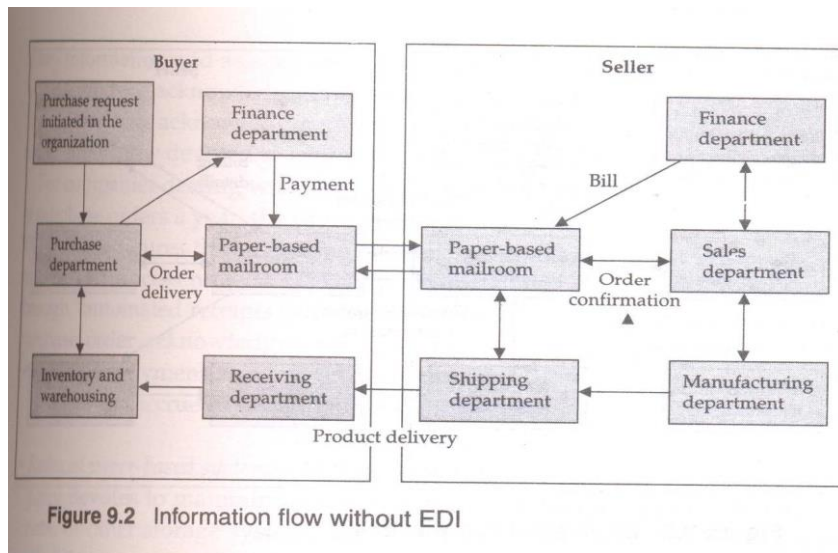 Buyer
Purchase request
initiated in the
organization
Finance
department
Payment
Purchase
department
Order
delivery
Paper-based
mailroom
Inventory and
warehousing
Receiving
department
Product delivery
Seller
Finance
department
Bill
Paper-based
mailroom
Order
confirmation
Sales
department
Shipping
department
Manufacturing
department
Figure 9.2 Information flow without EDI